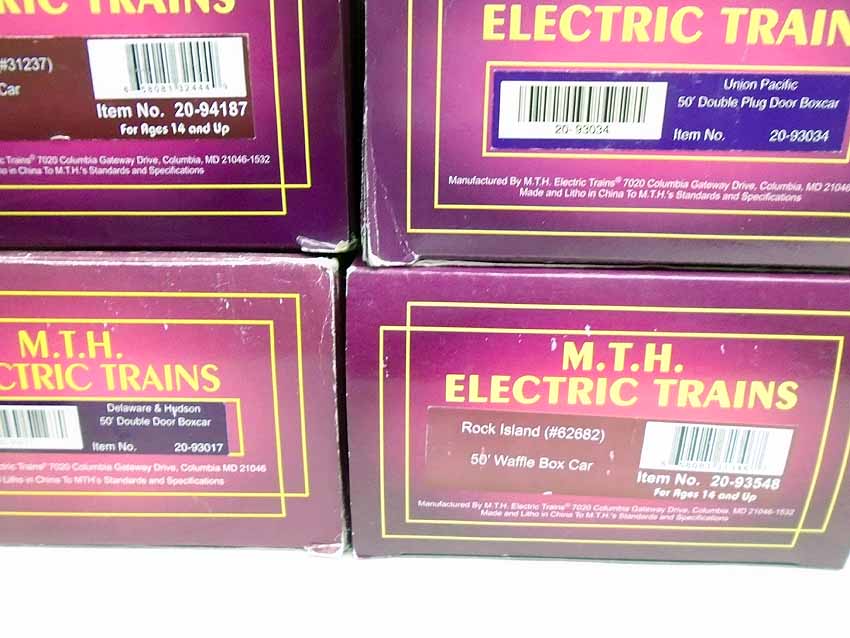 RIC TRAINS
#31237)
Car
Item No. 20-94187
For Ages 14 and Up
Trains® 7020 Columbia Gateway Drive, Columbia, MD 21046-1532
in China To M.T.H.'s Standards and Specifications
ELECTRIC TRAIN
Union Pacific
50' Double Plug Door Boxcar
20-93034
Item No. 20-93034
Manufactured By M.T.H. Electric Trains® 7020 Columbia Gateway Drive, Columbia, MD 21046
Made and Litho in China To M.T.H.'s Standards and Specifications
M.T.H.
CTRIC TRAINS
Delaware & Hudson
50' Double Door Boxcar
Item No. 20-93017
Trains® 7020 Columbia Gateway Drive, Columbia, MD 21046
Litho in China to MTH's Standards and Specifications
M.T.H.
ELECTRIC TRAINS
Rock Island (#62682)
50' Waffle Box Car
Item No. 20-93548
For Ages 14 and Up
Manufactured By M.T.H. Electric Trains® 7020 Columbia Gateway Drive, Columbia, MD 21046-1532
Made and Litho in China To M.T.H.'s Standards and Specifications